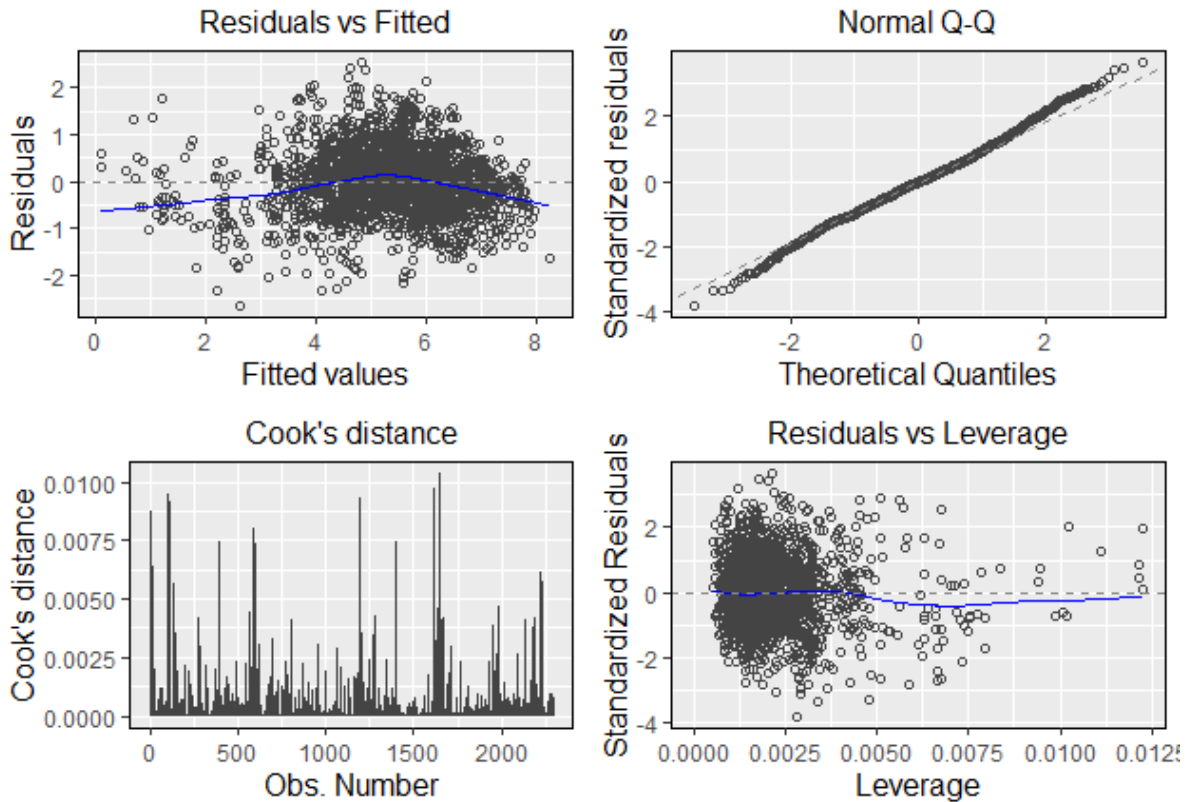 Residuals vs Fitted
Residuals
2
1
0
-1
-2
0 2 4 6 8
Fitted values
Normal Q-Q
Standardized residuals
2
0
-2
-4
-2 0 2
Theoretical Quantiles
Cook's distance
Cook's distance
0.0100
0.0075
0.0050
0.0025
0.0000
0 500 1000 1500 2000
Obs. Number
Residuals vs Leverage
Standardized Residuals
2
0
-2
-4
0.0000 0.0025 0.0050 0.0075 0.0100 0.0125
Leverage